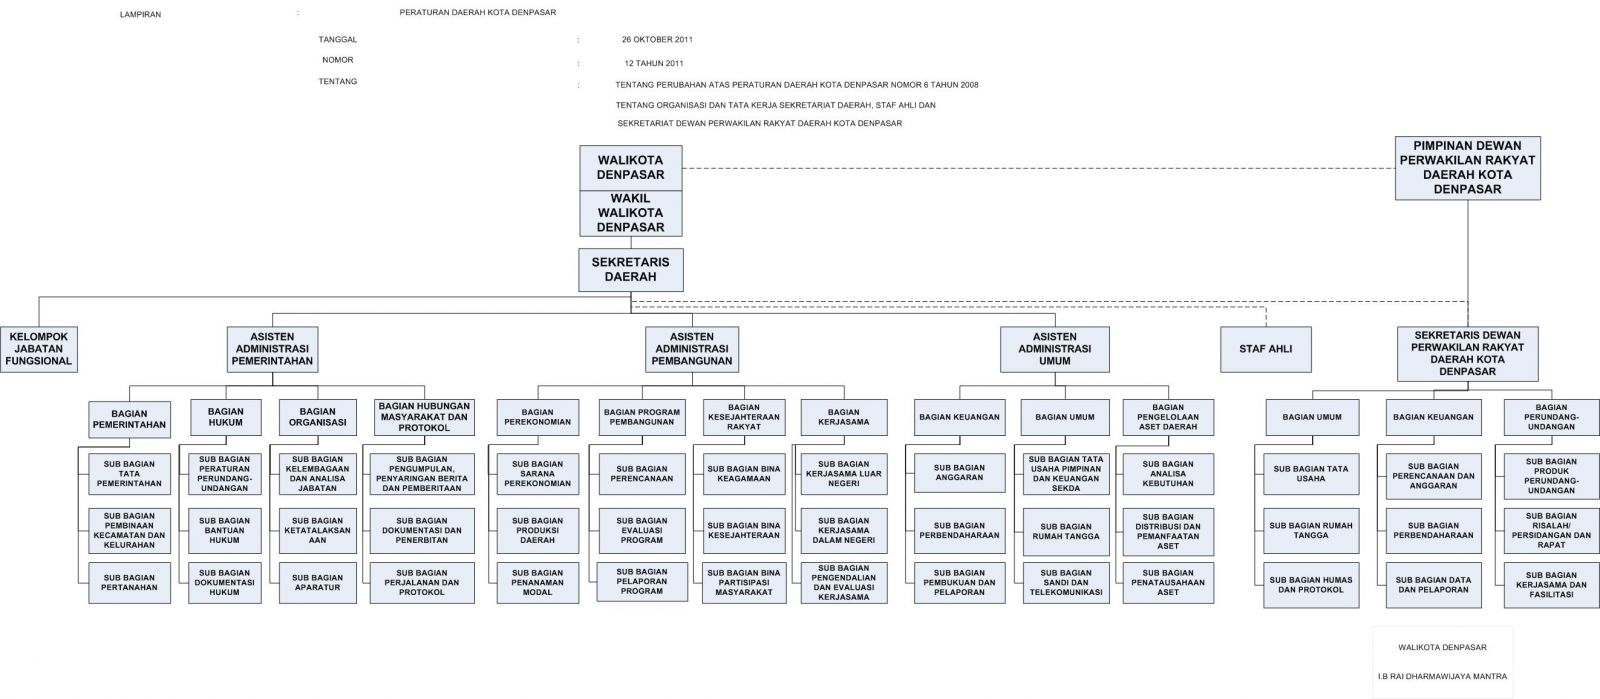 LAMPIRAN : PERATURAN DAERAH KOTA DENPASAR
TANGGAL : 26 OKTOBER 2011
NOMOR : 12 TAHUN 2011
TENTANG : TENTANG PERUBAHAN ATAS PERATURAN DAERAH KOTA DENPASAR NOMOR 6 TAHUN 2008
TENTANG ORGANISASI DAN TATA KERJA SEKRETARIAT DAERAH, STAF AHLI DAN
SEKRETARIAT DEWAN PERWAKILAN RAKYAT DAERAH KOTA DENPASAR
WALIKOTA
DENPASAR
WAKIL
WALIKOTA
DENPASAR
PIMPINAN DEWAN
PERWAKILAN RAKYAT
DAERAH KOTA
DENPASAR
SEKRETARIS
DAERAH
KELOMPOK
JABATAN
FUNGSIONAL
ASISTEN
ADMINISTRASI
PEMERINTAHAN
ASISTEN
ADMINISTRASI
PEMBANGUNAN
ASISTEN
ADMINISTRASI
UMUM
STAF AHLI
SEKRETARIS DEWAN
PERWAKILAN RAKYAT
DAERAH KOTA
DENPASAR
BAGIAN
PEMERINTAHAN
BAGIAN
HUKUM
BAGIAN
ORGANISASI
BAGIAN HUBUNGAN
MASYARAKAT DAN
PROTOKOL
BAGIAN
PEREKONOMIAN
BAGIAN PROGRAM
PEMBANGUNAN
BAGIAN
KESEJAHTERAAN
RAKYAT
BAGIAN
KERJASAMA
BAGIAN KEUANGAN
BAGIAN UMUM
BAGIAN
PENGELOLAAN
ASET DAERAH
BAGIAN UMUM
BAGIAN KEUANGAN
BAGIAN
PERUNDANG-
UNDANGAN
SUB BAGIAN
TATA
PEMERINTAHAN
SUB BAGIAN
PERATURAN
PERUNDANG-
UNDANGAN
SUB BAGIAN
KELEMBAGAAN
DAN ANALISA
JABATAN
SUB BAGIAN
PENGUMPULAN,
PENYARINGAN BERITA
DAN PEMBERITAAN
SUB BAGIAN
SARANA
PEREKONOMIAN
SUB BAGIAN
PERENCANAAN
SUB BAGIAN BINA
KEAGAMAAN
SUB BAGIAN
KERJASAMA LUAR
NEGERI
SUB BAGIAN
ANGGARAN
SUB BAGIAN TATA
USAHA PIMPINAN
DAN KEUANGAN
SEKDA
SUB BAGIAN
ANALISA
KEBUTUHAN
SUB BAGIAN TATA
USAHA
SUB BAGIAN
PERENCANAAN DAN
ANGGARAN
SUB BAGIAN
PRODUK
PERUNDANG-
UNDANGAN
SUB BAGIAN
PEMBINAAN
KECAMATAN DAN
KELURAHAN
SUB BAGIAN
BANTUAN
HUKUM
SUB BAGIAN
KETATALAKSAN
AAN
SUB BAGIAN
DOKUMENTASI DAN
PENERBITAN
SUB BAGIAN
PRODUKSI
DAERAH
SUB BAGIAN
EVALUASI
PROGRAM
SUB BAGIAN BINA
KESEJAHTERAAN
SUB BAGIAN
KERJASAMA
DALAM NEGERI
SUB BAGIAN
PERBENDAHARAAN
SUB BAGIAN
RUMAH TANGGA
SUB BAGIAN
DISTRIBUSI DAN
PEMANFAATAN
ASET
SUB BAGIAN RUMAH
TANGGA
SUB BAGIAN
PERBENDAHARAAN
SUB BAGIAN
RISALAH/
PERSIDANGAN DAN
RAPAT
SUB BAGIAN
PERTANAHAN
SUB BAGIAN
DOKUMENTASI
HUKUM
SUB BAGIAN
APARATUR
SUB BAGIAN
PERJALANAN DAN
PROTOKOL
SUB BAGIAN
PENANAMAN
MODAL
SUB BAGIAN
PELAPORAN
PROGRAM
SUB BAGIAN BINA
PARTISIPASI
MASYARAKAT
SUB BAGIAN
PENGENDALIAN
DAN EVALUASI
KERJASAMA
SUB BAGIAN
PEMBUKUAN DAN
PELAPORAN
SUB BAGIAN
SANDI DAN
TELEKOMUNIKASI
SUB BAGIAN
PENATAUSAHAAN
ASET
SUB BAGIAN HUMAS
DAN PROTOKOL
SUB BAGIAN DATA
DAN PELAPORAN
SUB BAGIAN
KERJASAMA DAN
FASILITASI
WALIKOTA DENPASAR
I.B RAI DHARMAWIJAYA MANTRA